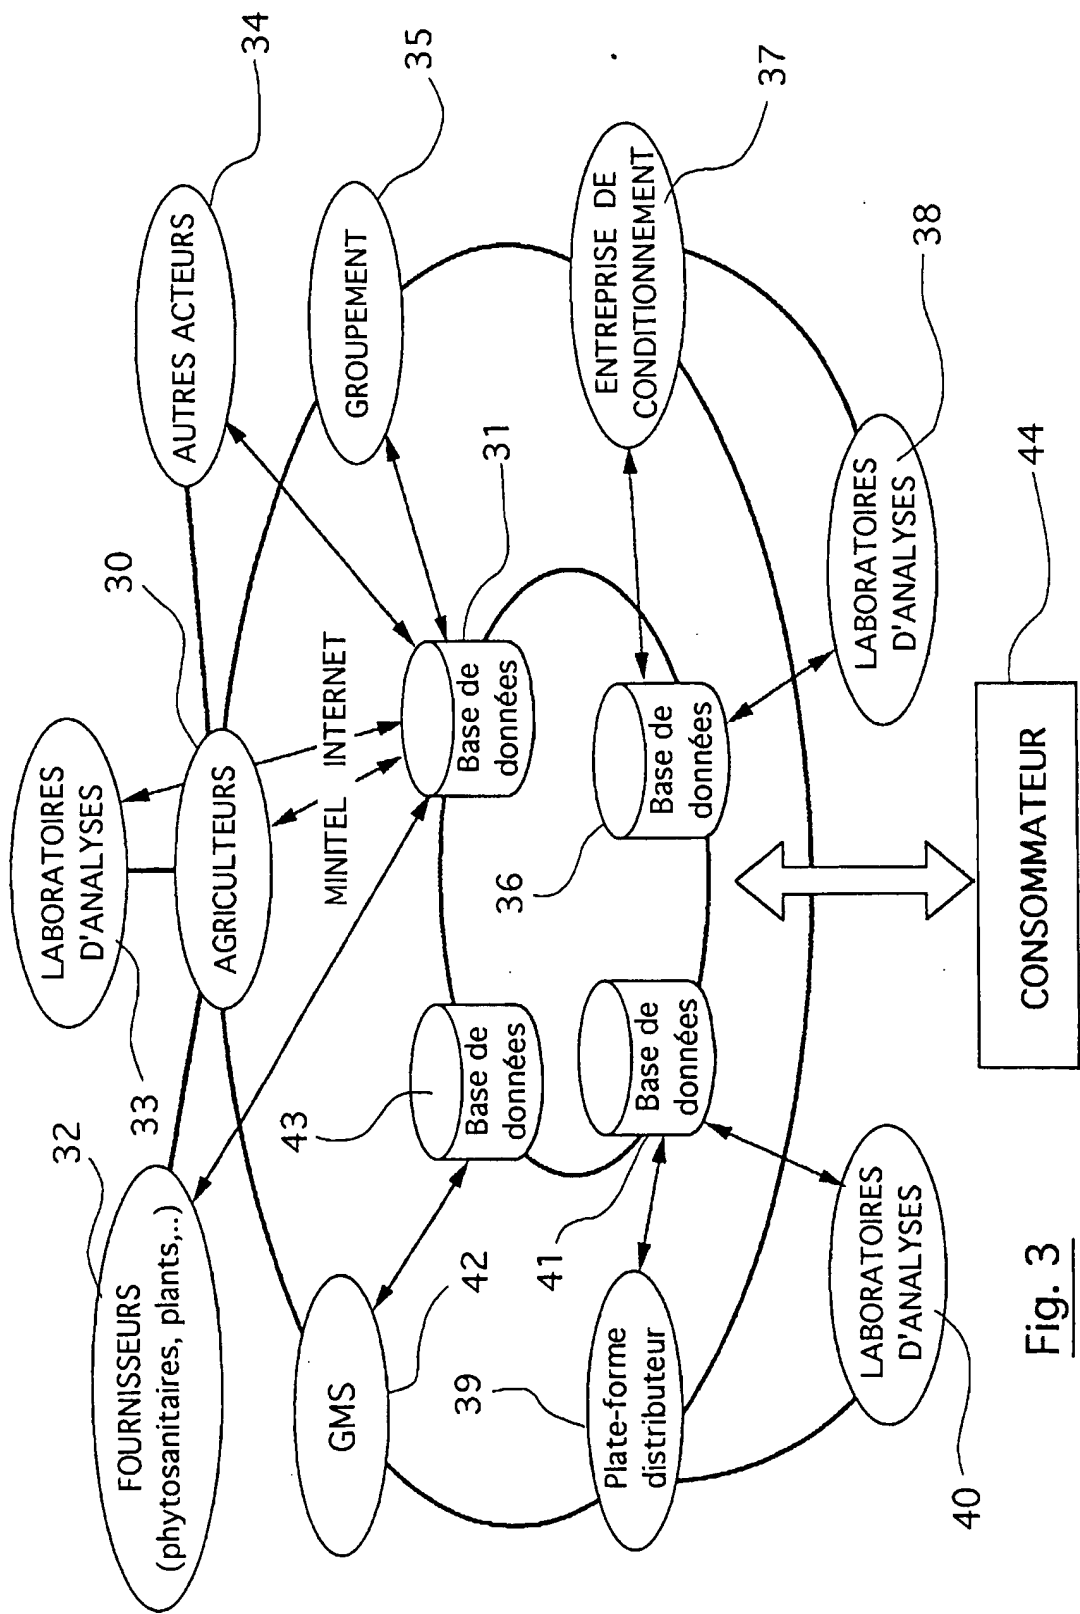 32
33
30
34
35
FOURNISSEURS
(phytosanitaires, plants,..)
LABORATOIRES
D'ANALYSES
AGRICULTEURS
AUTRES ACTEURS
GROUPEMENT
GMS
42
43
MINITEL INTERNET
31
Base de
données
Base de
données
39
41
36
Plate-forme
distributeur
Base de
données
Base de
données
ENTREPRISE DE
CONDITIONNEMENT
37
40
LABORATOIRES
D'ANALYSES
LABORATOIRES
D'ANALYSES
38
CONSOMMATEUR
44
Fig. 3